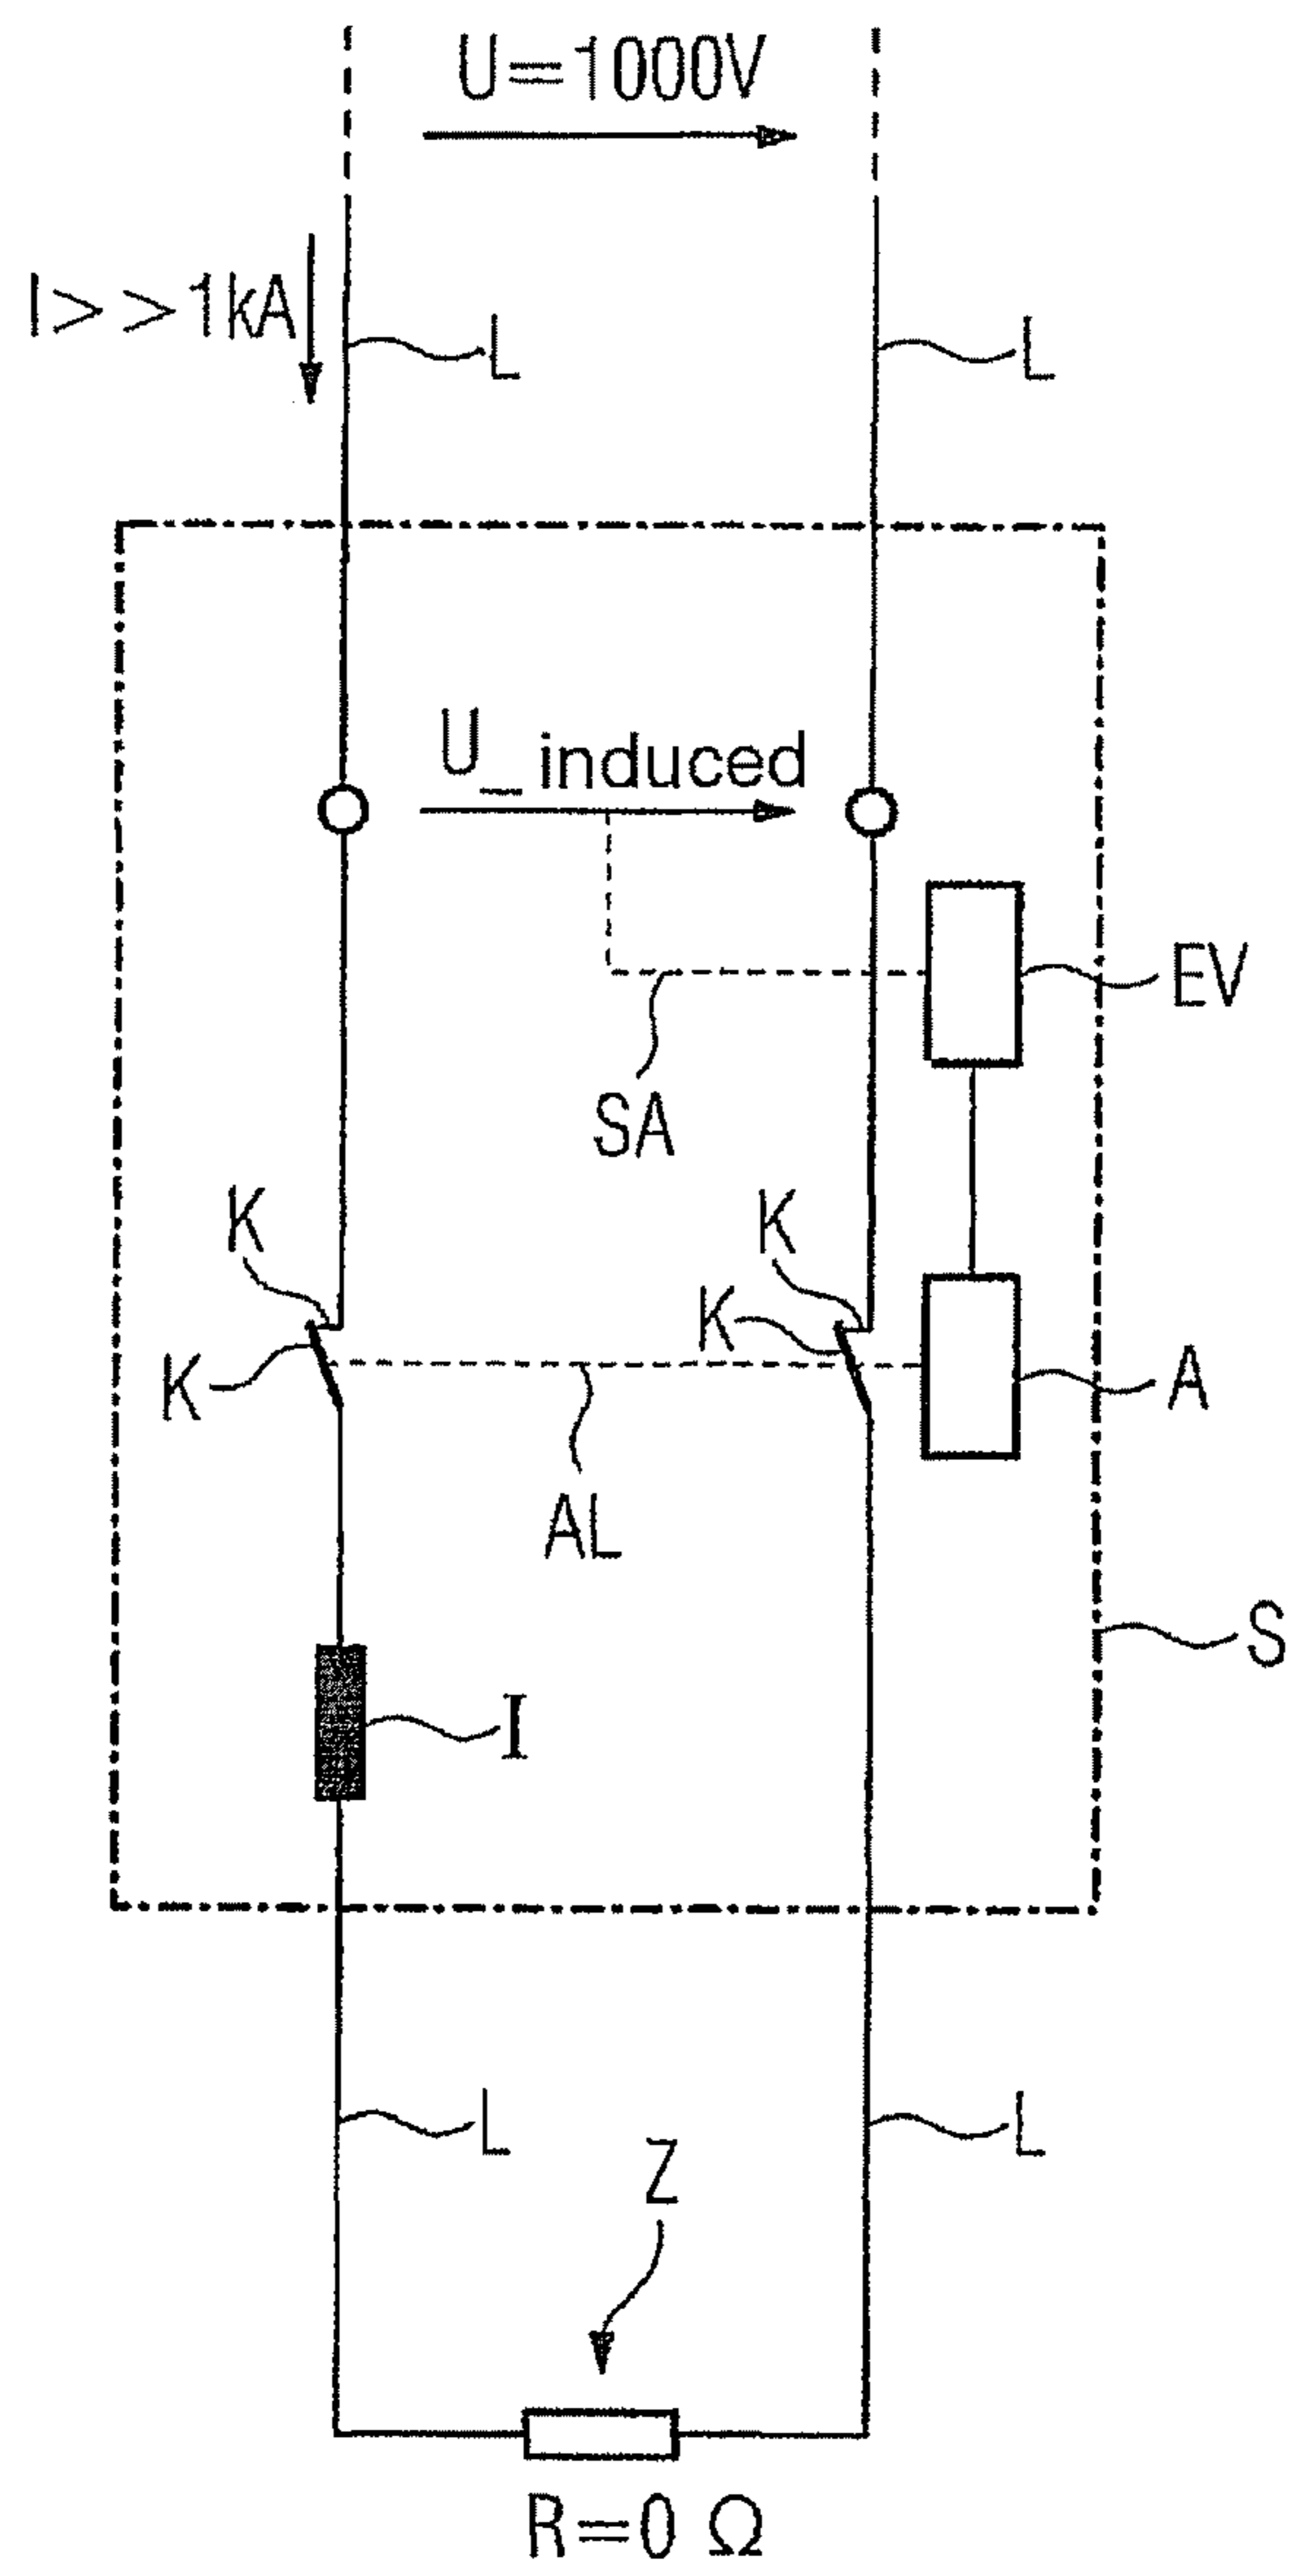 U=1000V
I>>1kA
L
L
U_induced
EV
SA
K
K
K
K
A
AL
S
I
L
L
Z
R=0 Ω